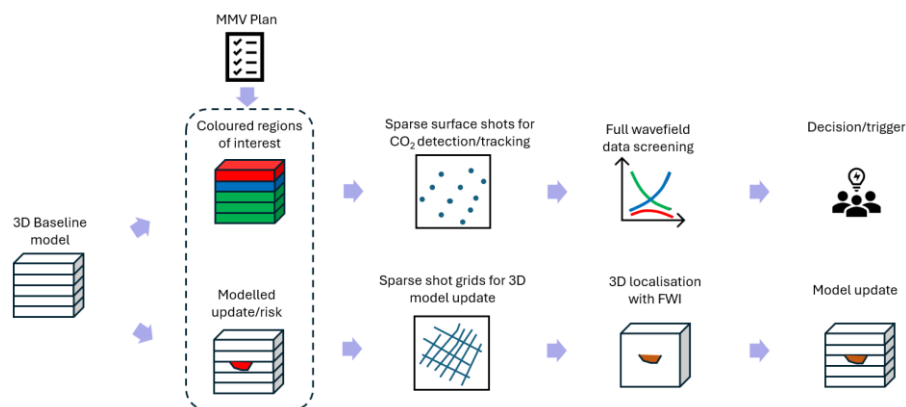 MMV Plan
Coloured regions
of interest
Sparse surface shots for
CO₂ detection/tracking
Full wavefield
data screening
Decision/trigger
3D Baseline
model
Modelled
update/risk
Sparse shot grids for 3D
model update
3D localisation
with FWI
Model update